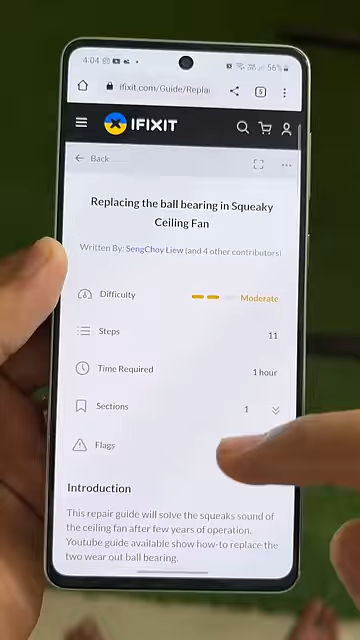 4:04
56%
ifixit.com/Guide/Repla
5
IFIXIT
Back
Replacing the ball bearing in Squeaky
Ceiling Fan
Written By: SengChoy Liew (and 4 other contributors)
Difficulty Moderate
Steps 11
Time Required 1 hour
Sections 1
Flags
Introduction
This repair guide will solve the squeaks sound of
the ceiling fan after few years of operation.
Youtube guide available show how-to replace the
two wear out ball bearing.